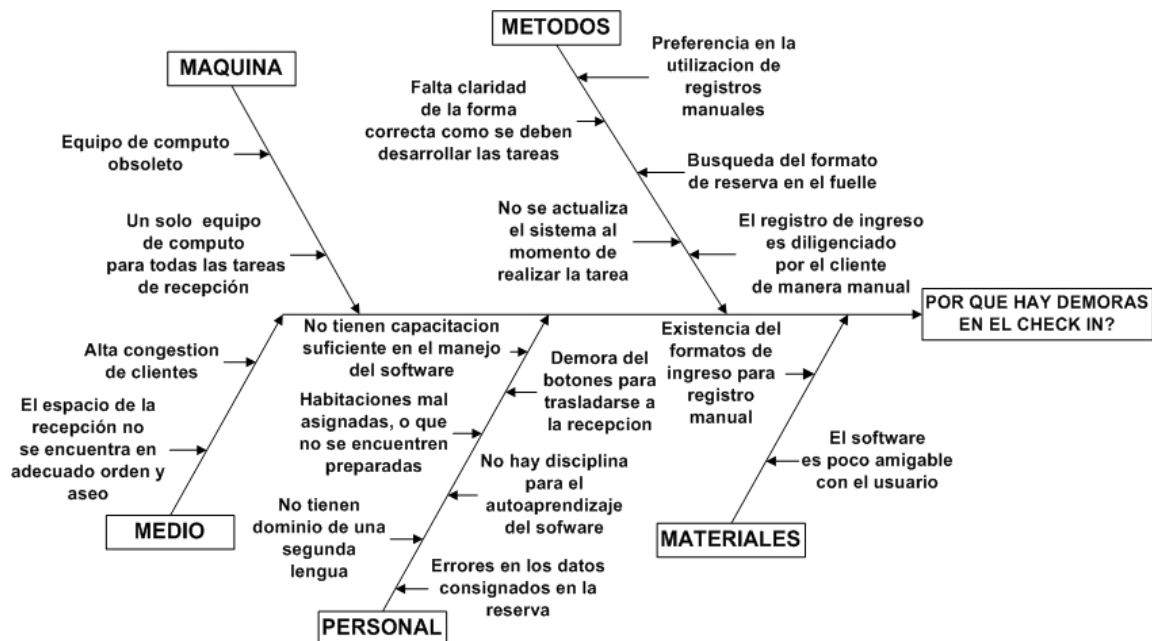 METODOS
MAQUINA
Preferencia en la
utilizacion de
registros
manuales
Falta claridad
de la forma
correcta como se deben
desarrollar las tareas
Equipo de computo
obsoleto
Busqueda del formato
de reserva en el fuelle
Un solo equipo
de computo
para todas las tareas
de recepción
No se actualiza
el sistema al
momento de
realizar la tarea
El registro de ingreso
es diligenciado
por el cliente
de manera manual
POR QUE HAY DEMORAS
EN EL CHECK IN?
Alta congestion
de clientes
No tienen capacitacion
suficiente en el manejo
del software
Demora del
botones para
trasladarse a
la recepcion
Existencia del
formatos de
ingreso para
registro
manual
El espacio de la
recepción no
se encuentra en
adecuado orden y
aseo
Habitaciones mal
asignadas, o que
no se encuentren
preparadas
No hay disciplina
para el
autoaprendizaje
del sofware
El software
es poco amigable
con el usuario
No tienen
dominio de una
segunda
lengua
Errores en los datos
consignados en la
reserva
MEDIO
PERSONAL
MATERIALES